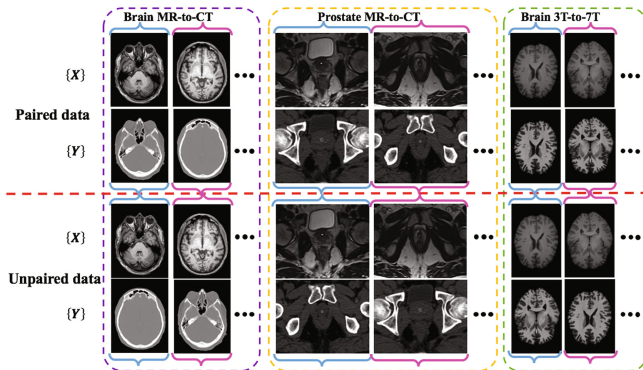 Brain MR-to-CT
Prostate MR-to-CT
Brain 3T-to-7T
{X}
Paired data
{Y}
{X}
Unpaired data
{Y}